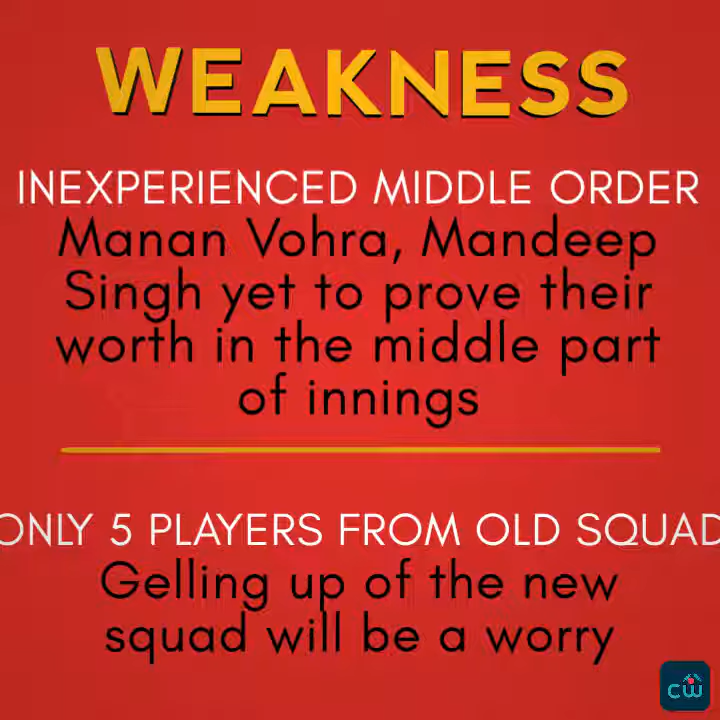 WEAKNESS
INEXPERIENCED MIDDLE ORDER
Manan Vohra, Mandeep
Singh yet to prove their
worth in the middle part
of innings
ONLY 5 PLAYERS FROM OLD SQUAD
Gelling up of the new
squad will be a worry
cw